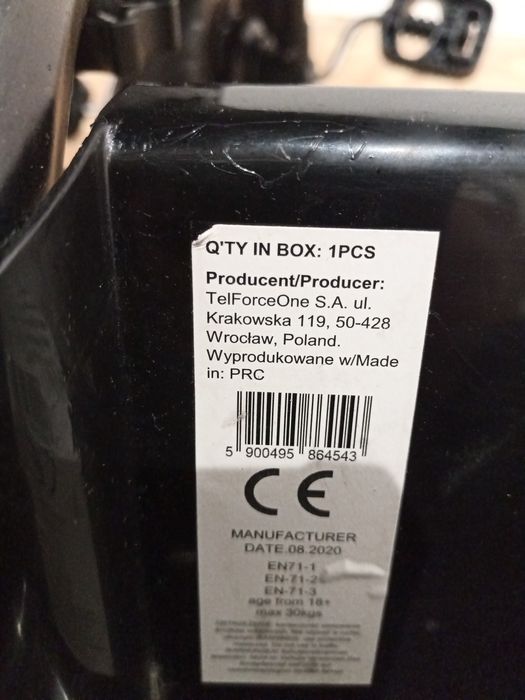 Q'TY IN BOX: 1PCS
Producent/Producer:
TelForceOne S.A. ul.
Krakowska 119, 50-428
Wrocław, Poland.
Wyprodukowane w/Made
in: PRC
5 900495 864543
CE
MANUFACTURER
DATE.08.2020
EN71-1
EN-71-2
EN-71-3
age from 18+
max 30kgs